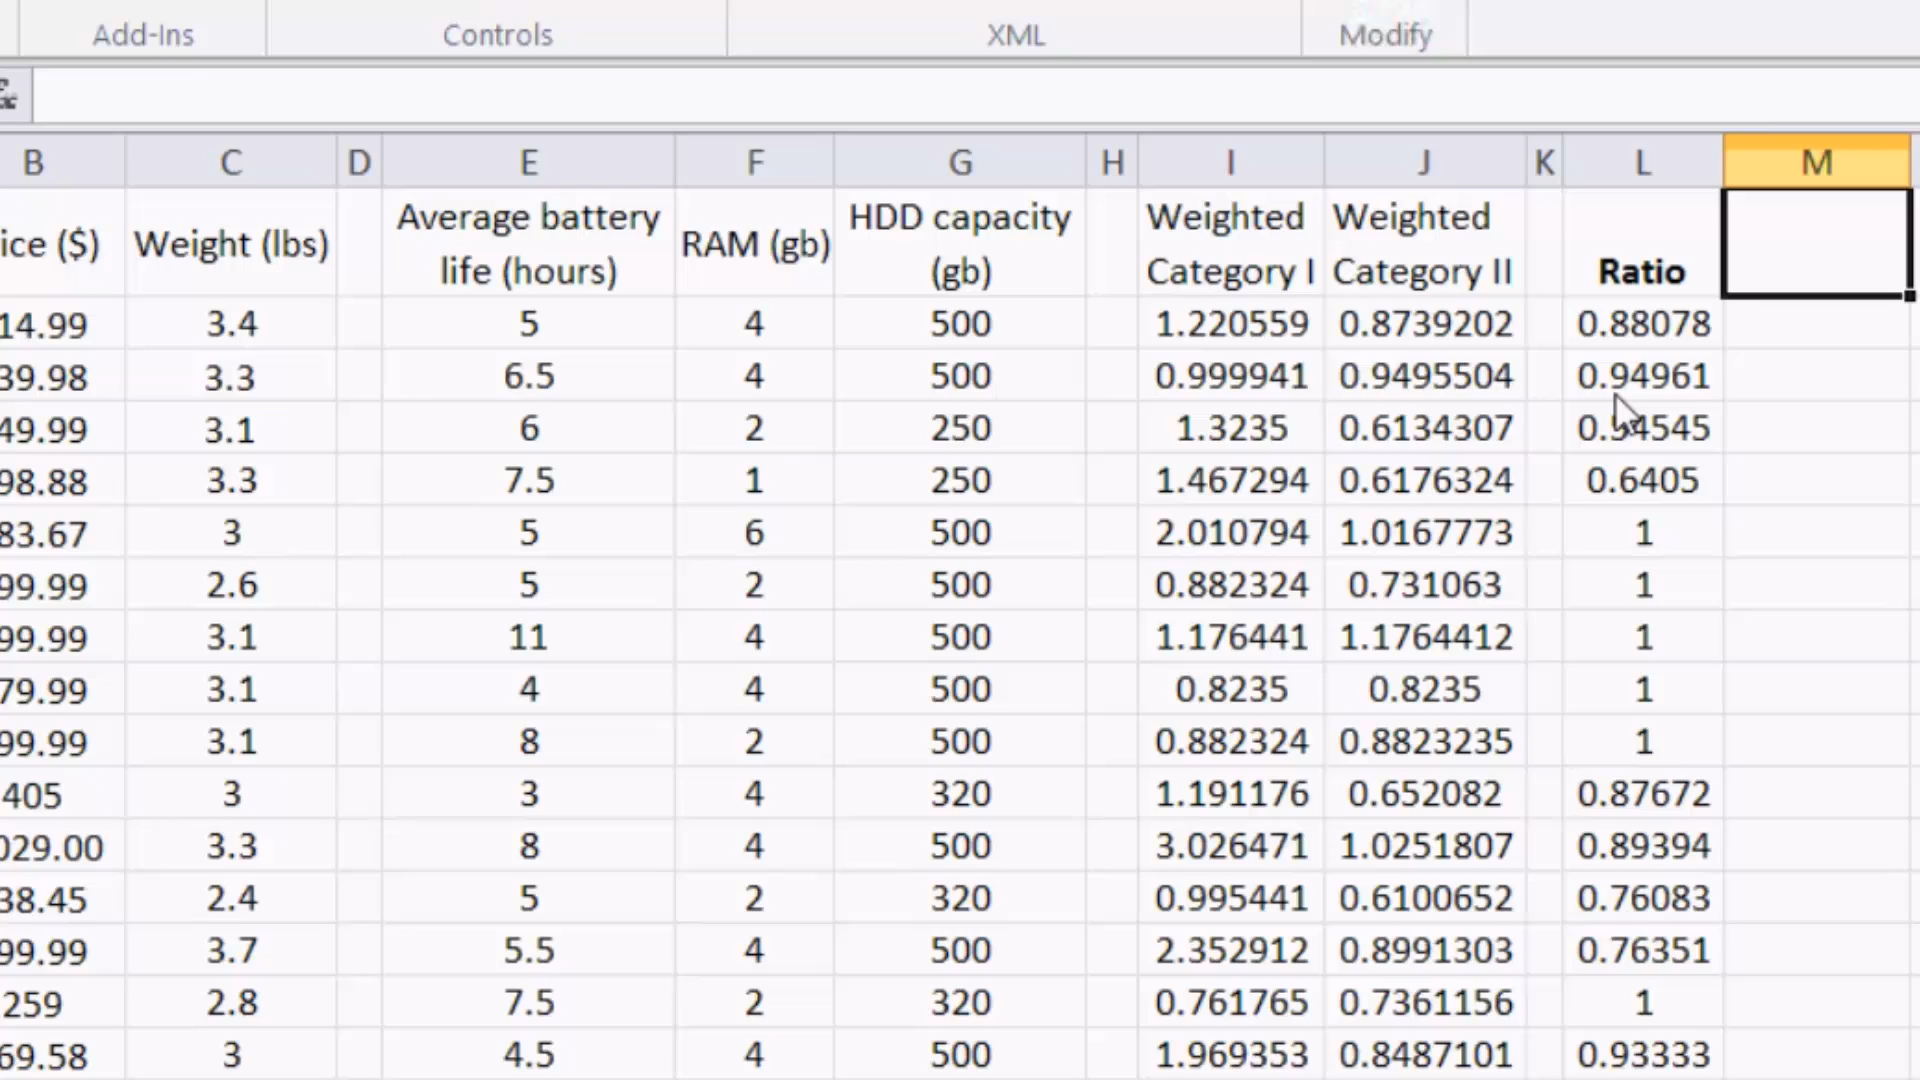 Add-Ins Controls XML Modify
B C D E F G H I J K L M
ice ($) Weight (lbs) Average battery life (hours) RAM (gb) HDD capacity (gb) Weighted Category I Weighted Category II Ratio
14.99 3.4 5 4 500 1.220559 0.8739202 0.88078
39.98 3.3 6.5 4 500 0.999941 0.9495504 0.94961
49.99 3.1 6 2 250 1.3235 0.6134307 0.54545
98.88 3.3 7.5 1 250 1.467294 0.6176324 0.6405
83.67 3 5 6 500 2.010794 1.0167773 1
99.99 2.6 5 2 500 0.882324 0.731063 1
99.99 3.1 11 4 500 1.176441 1.1764412 1
79.99 3.1 4 4 500 0.8235 0.8235 1
99.99 3.1 8 2 500 0.882324 0.8823235 1
405 3 3 4 320 1.191176 0.652082 0.87672
029.00 3.3 8 4 500 3.026471 1.0251807 0.89394
38.45 2.4 5 2 320 0.995441 0.6100652 0.76083
99.99 3.7 5.5 4 500 2.352912 0.8991303 0.76351
259 2.8 7.5 2 320 0.761765 0.7361156 1
69.58 3 4.5 4 500 1.969353 0.8487101 0.93333